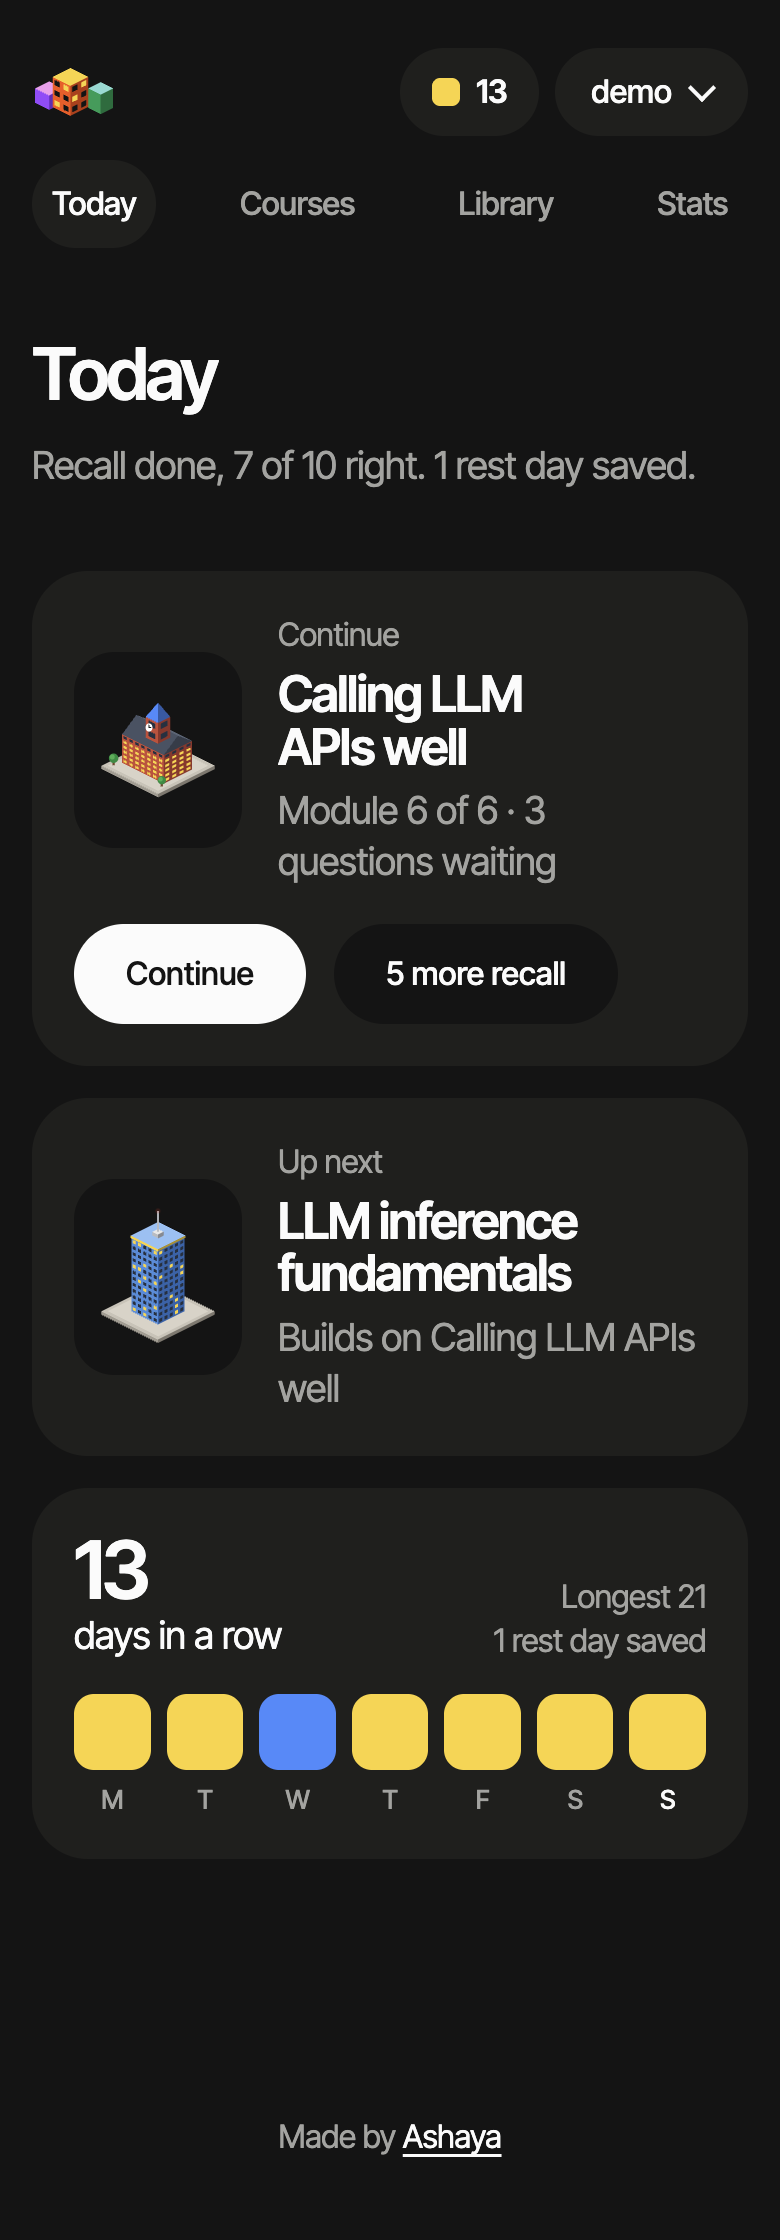 13
demo
Today
Courses
Library
Stats
Today
Recall done, 7 of 10 right. 1 rest day saved.
Continue
Calling LLM
APIs well
Module 6 of 6 · 3
questions waiting
Continue
5 more recall
Up next
LLM inference
fundamentals
Builds on Calling LLM APIs
well
13
days in a row
Longest 21
1 rest day saved
M
T
W
T
F
S
S
Made by Ashaya